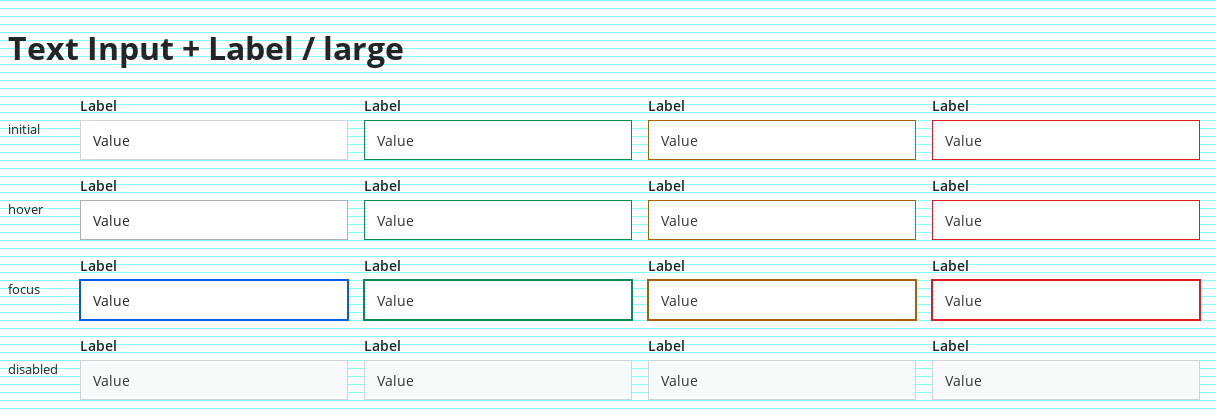 Text Input + Label / large
Label Label Label Label
initial Value Value Value Value
Label Label Label Label
hover Value Value Value Value
Label Label Label Label
focus Value Value Value Value
Label Label Label Label
disabled Value Value Value Value